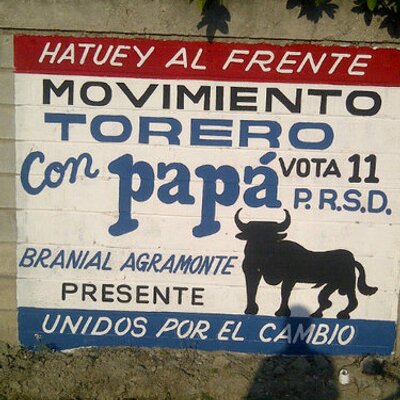 HATUEY AL FRENTE
MOVIMIENTO
TORERO
Con papá VOTA 11
P.R.S.D.
BRANIAL AGRAMONTE
PRESENTE
UNIDOS POR EL CAMBIO